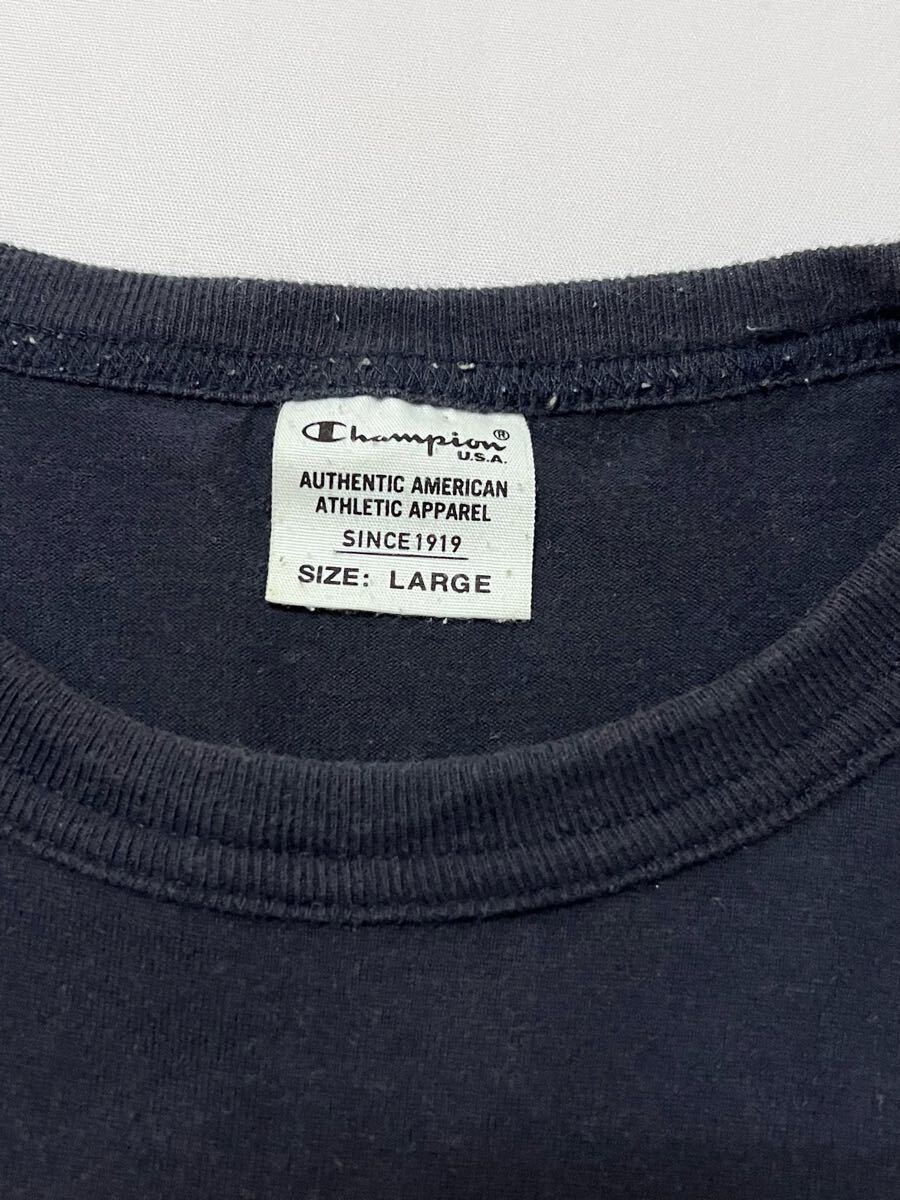 Champion®
U.S.A.
AUTHENTIC AMERICAN
ATHLETIC APPAREL
SINCE1919
SIZE: LARGE